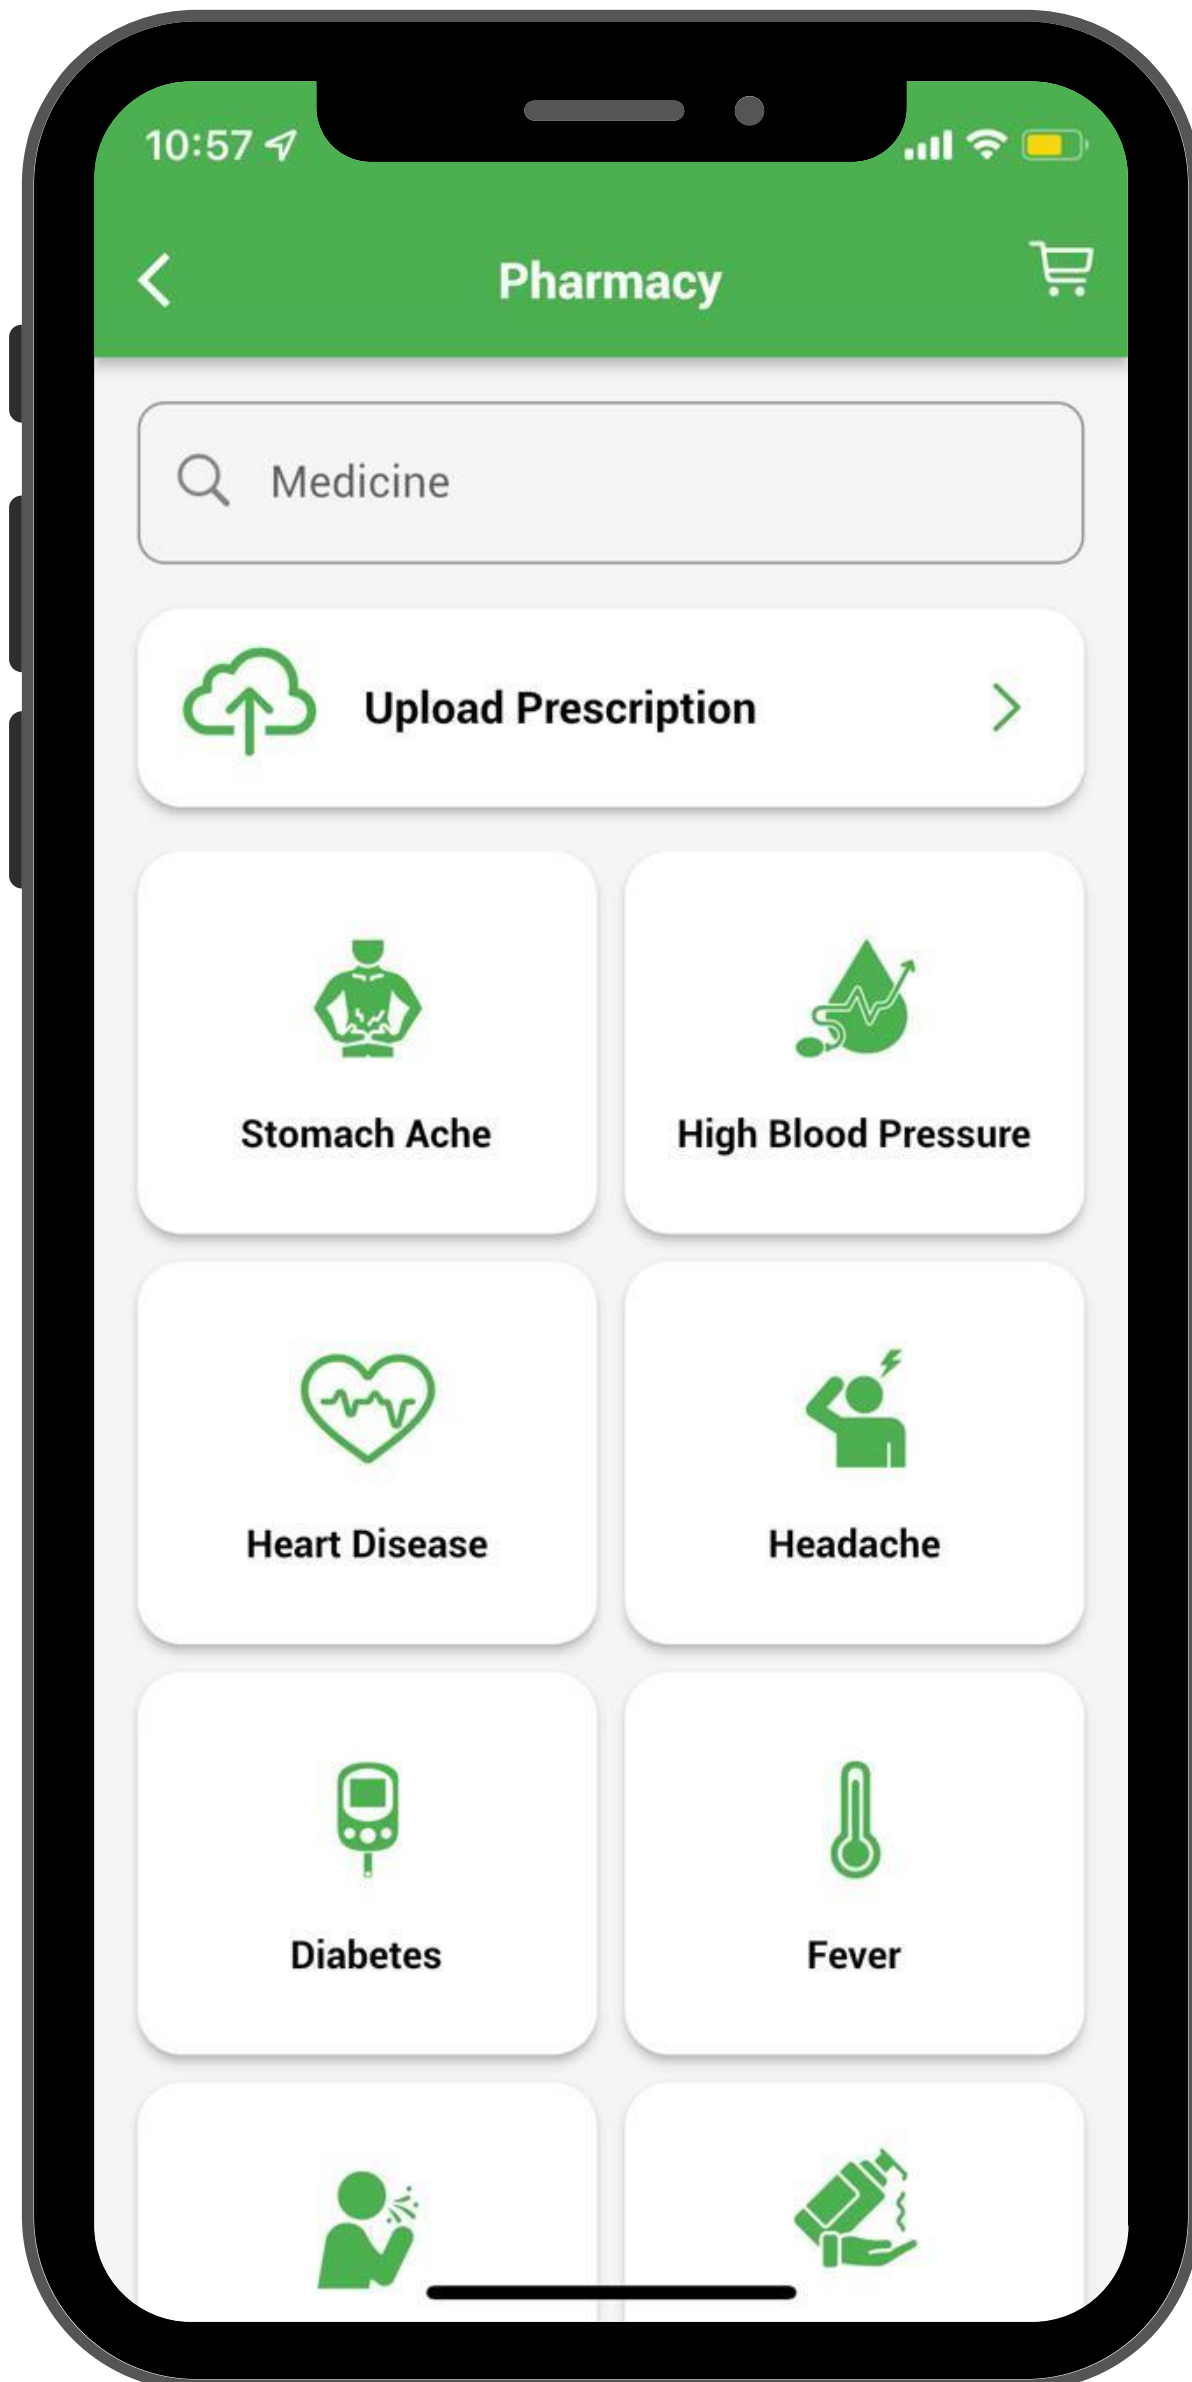 10:57
Pharmacy
Medicine
Upload Prescription
Stomach Ache
High Blood Pressure
Heart Disease
Headache
Diabetes
Fever